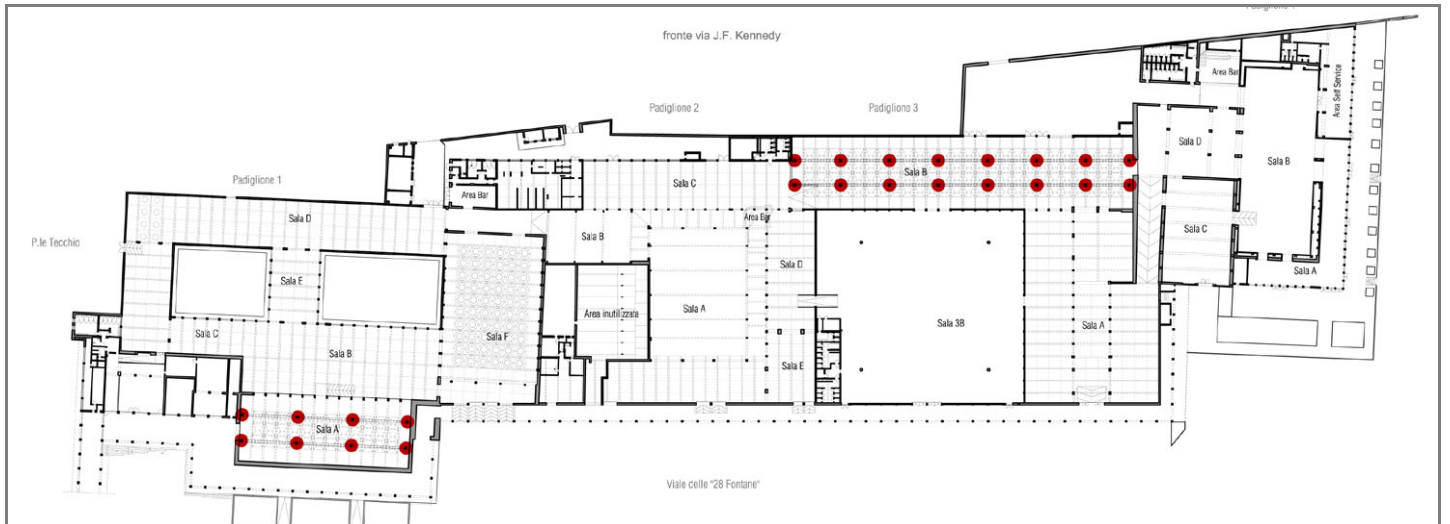 fronte via J.F. Kennedy
Padiglione 2
Padiglione 3
Area Bar
Area Self Service
Sala D
Sala B
Sala C
Sala A
Padiglione 1
Sala D
P.le Tecchio
Sala E
Sala C
Sala B
Sala A
Area Bar
Sala F
Sala C
Sala B
Area Bar
Sala D
Area inutilizzata
Sala A
Sala E
Sala B
Sala 3B
Sala A
Viale celle "28 Fontane"